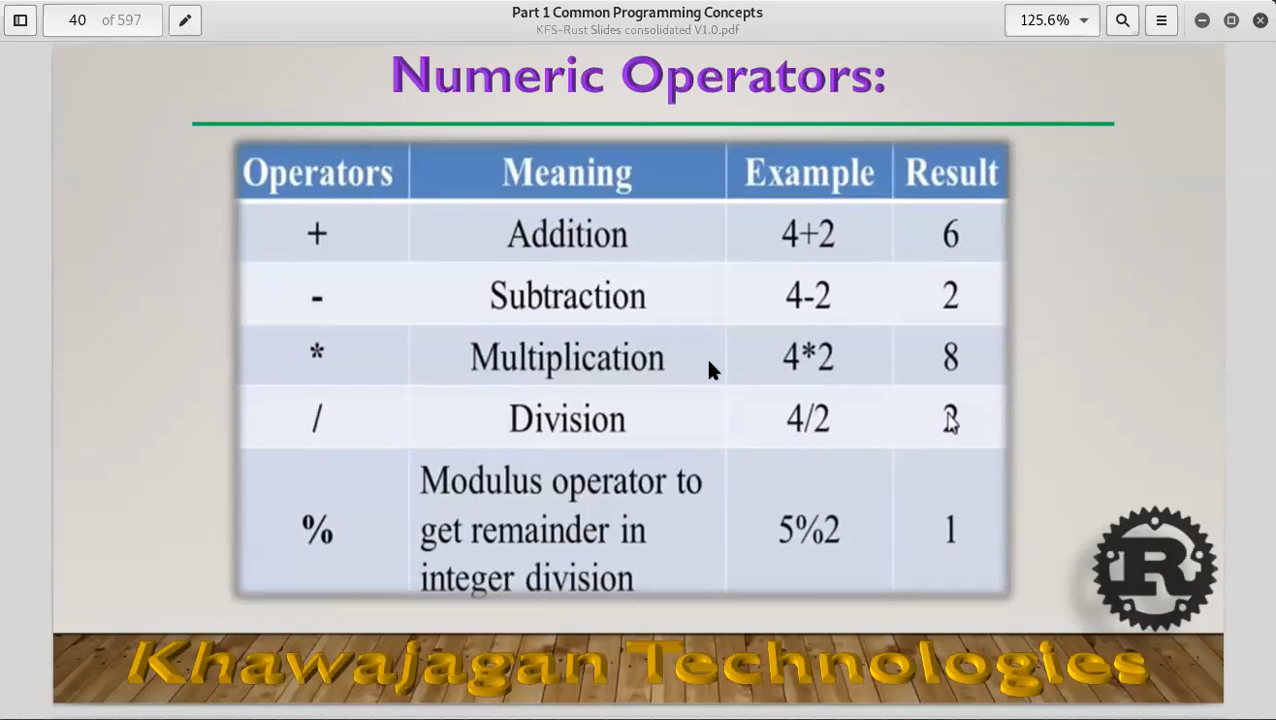 40 of 597
Part 1 Common Programming Concepts
KFS-Rust Slides consolidated V1.0.pdf
125.6%
Numeric Operators:
Operators Meaning Example Result
+ Addition 4+2 6
- Subtraction 4-2 2
* Multiplication 4*2 8
/ Division 4/2
Modulus operator to
get remainder in
% 5%2 1
integer division
R
Khawajagan Technologies